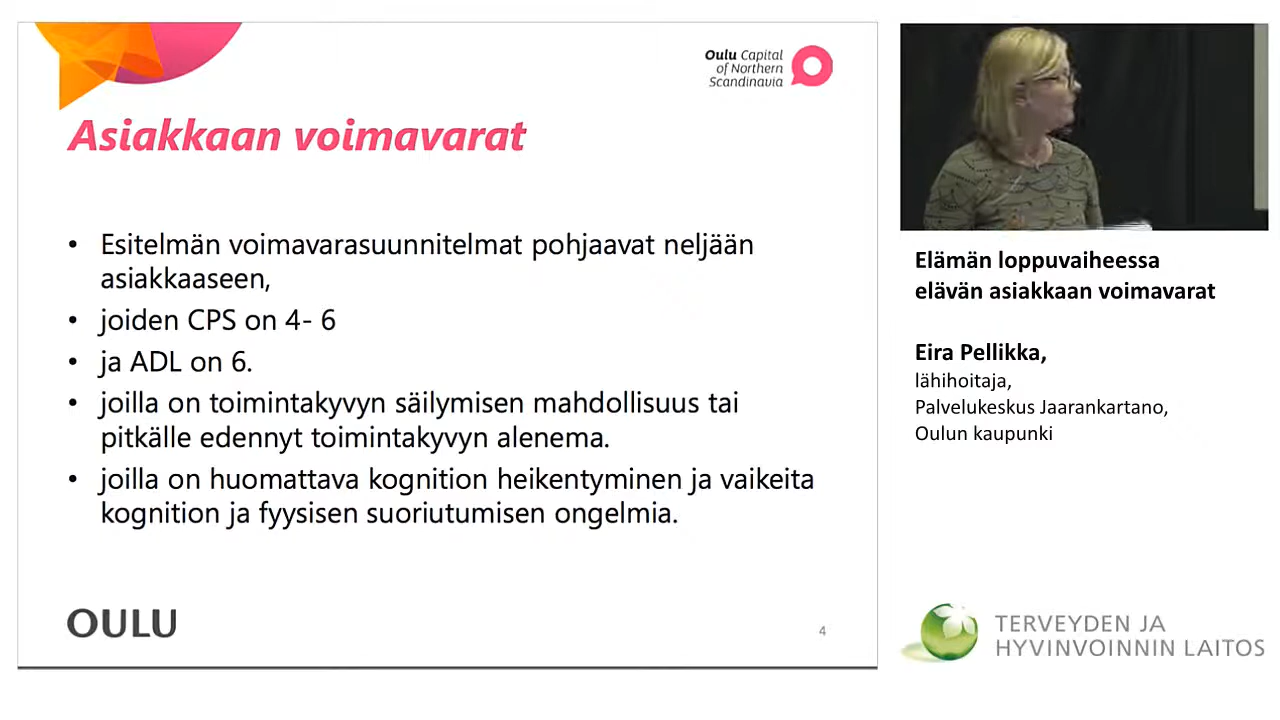 Oulu Capital
of Northern
Scandinavia
Asiakkaan voimavarat
• Esitelmän voimavarasuunnitelmat pohjaavat neljään
asiakkaaseen,
• joiden CPS on 4- 6
• ja ADL on 6.
• joilla on toimintakyvyn säilymisen mahdollisuus tai
pitkälle edennyt toimintakyvyn alenema.
• joilla on huomattava kognition heikentyminen ja vaikeita
kognition ja fyysisen suoriutumisen ongelmia.
OULU
4
Elämän loppuvaiheessa
elävän asiakkaan voimavarat
Eira Pellikka,
lähihoitaja,
Palvelukeskus Jaarankartano,
Oulun kaupunki
TERVEYDEN JA
HYVINVOINNIN LAITOS